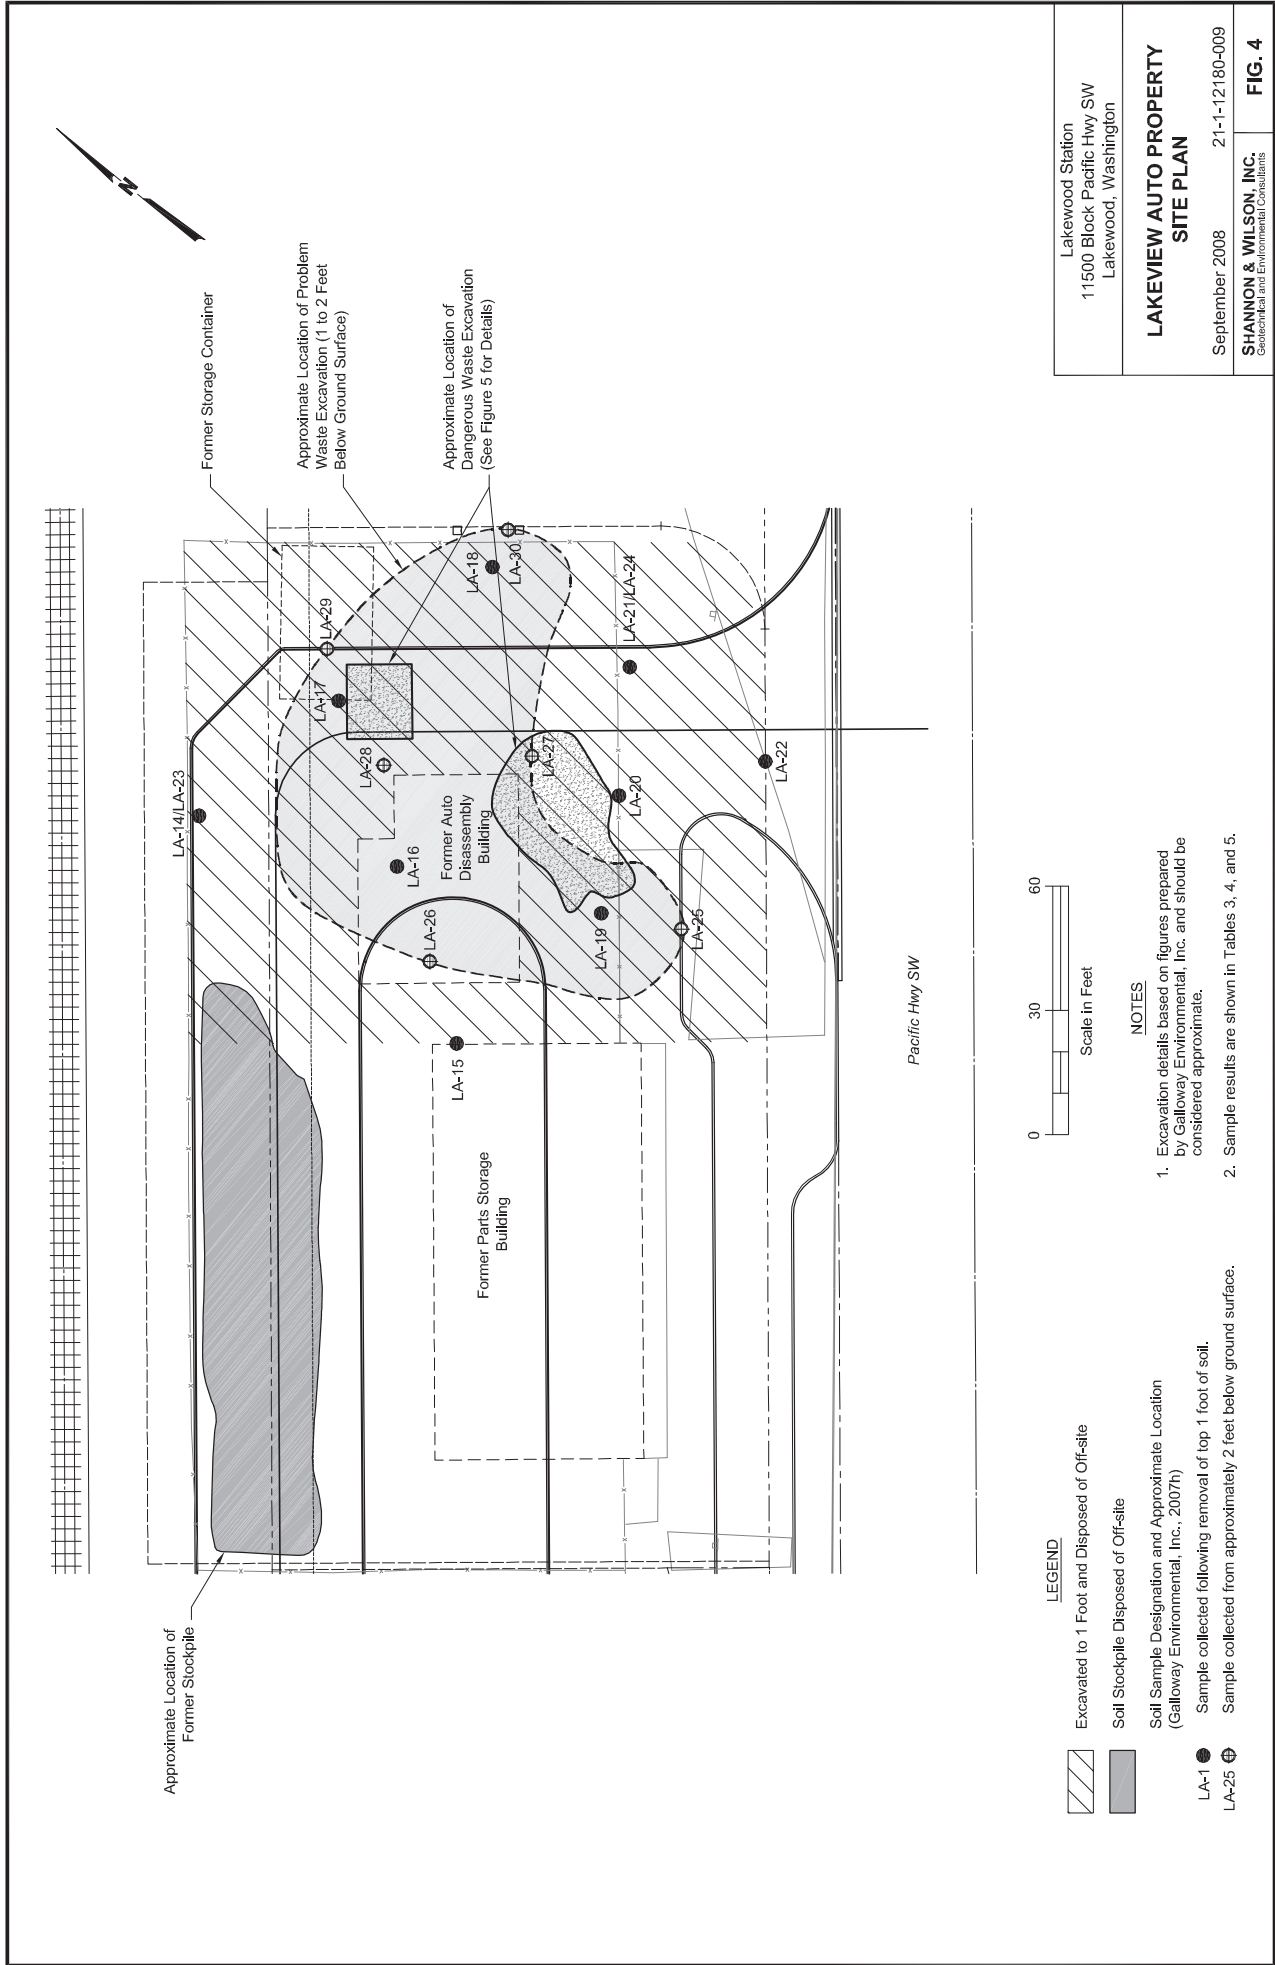 Approximate Location of
Former Stockpile
Former Storage Container
Approximate Location of Problem
Waste Excavation (1 to 2 Feet
Below Ground Surface)
Approximate Location of
Dangerous Waste Excavation
(See Figure 5 for Details)
N
LA-14/LA-23
LA-29
LA-17
LA-28
LA-18
LA-30
LA-16
Former Auto
Disassembly
Building
LA-26
LA-27
LA-21/LA-24
LA-20
LA-19
LA-25
LA-22
LA-15
Former Parts Storage
Building
Pacific Hwy SW
0
30
60
Scale in Feet
LEGEND
Excavated to 1 Foot and Disposed of Off-site
Soil Stockpile Disposed of Off-site
Soil Sample Designation and Approximate Location
(Galloway Environmental, Inc., 2007h)
LA-1 Sample collected following removal of top 1 foot of soil.
LA-25 Sample collected from approximately 2 feet below ground surface.
NOTES
1. Excavation details based on figures prepared
by Galloway Environmental, Inc. and should be
considered approximate.
2. Sample results are shown in Tables 3, 4, and 5.
Lakewood Station
11500 Block Pacific Hwy SW
Lakewood, Washington
LAKEVIEW AUTO PROPERTY
SITE PLAN
September 2008 21-1-12180-009
SHANNON & WILSON, INC.
Geotechnical and Environmental Consultants
FIG. 4